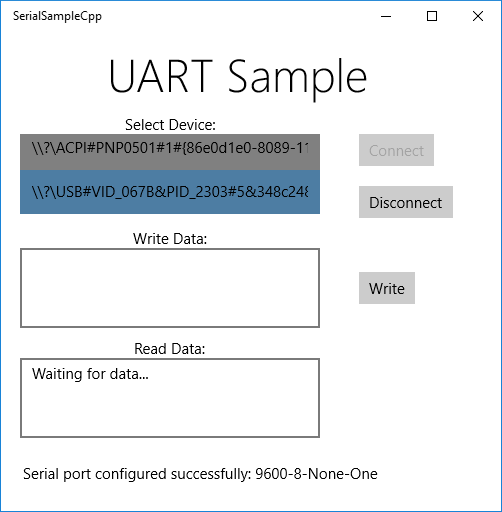 SerialSampleCpp
UART Sample
Select Device:
\\?\ACPI#PNP0501#1#{86e0d1e0-8089-11
Connect
\\?\USB#VID_067B&PID_2303#5&348c248
Disconnect
Write Data:
Write
Read Data:
Waiting for data...
Serial port configured successfully: 9600-8-None-One